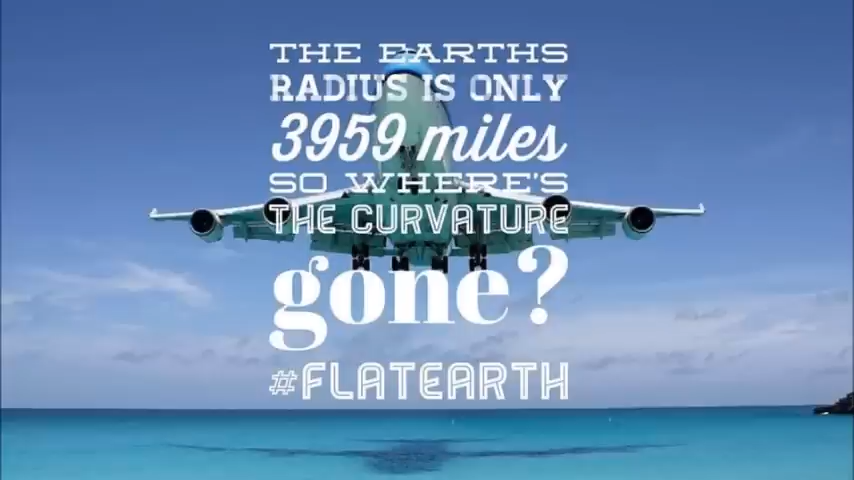 THE EARTHS
RADIUS IS ONLY
3959 miles
SO WHERE'S
THE CURVATURE
gone?
#FLATEARTH